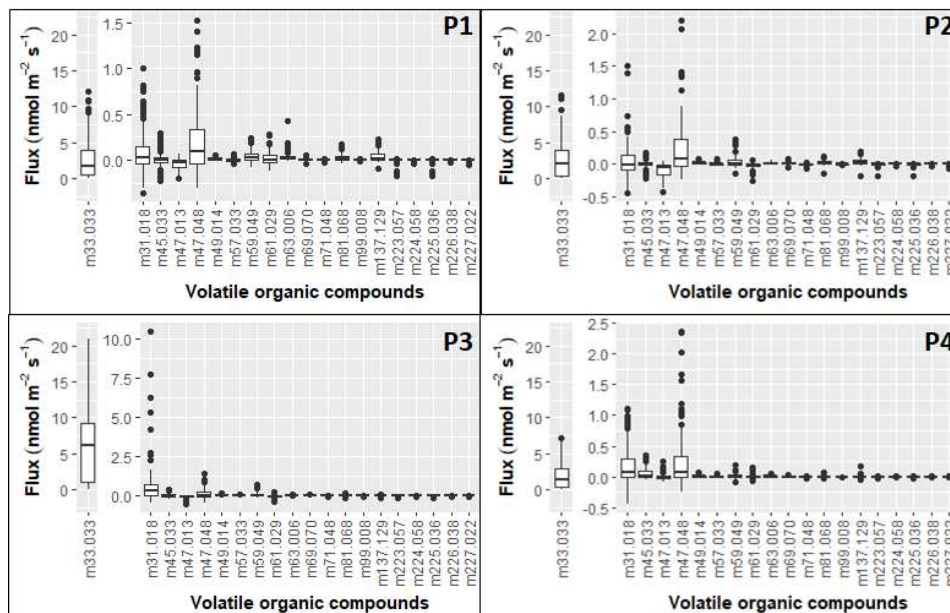 P1
Flux (nmol m⁻² s⁻¹)
20
15
10
5
0
m33.033
1.5
1.0
0.5
0.0
m31.018 m45.033 m47.013 m47.048 m49.014 m57.033 m59.049 m61.029 m63.006 m69.070 m71.048 m81.068 m99.008 m137.129 m223.057 m224.058 m225.036 m226.038 m227.022
Volatile organic compounds
P2
Flux (nmol m⁻² s⁻¹)
20
15
10
5
0
m33.033
2.0
1.5
1.0
0.5
0.0
-0.5
m31.018 m45.033 m47.013 m47.048 m49.014 m57.033 m59.049 m61.029 m63.006 m69.070 m71.048 m81.068 m99.008 m137.129 m223.057 m224.058 m225.036 m226.038 m227.022
Volatile organic compounds
P3
Flux (nmol m⁻² s⁻¹)
20
15
10
5
0
m33.033
10.0
7.5
5.0
2.5
0.0
m31.018 m45.033 m47.013 m47.048 m49.014 m57.033 m59.049 m61.029 m63.006 m69.070 m71.048 m81.068 m99.008 m137.129 m223.057 m224.058 m225.036 m226.038 m227.022
Volatile organic compounds
P4
Flux (nmol m⁻² s⁻¹)
20
15
10
5
0
m33.033
2.5
2.0
1.5
1.0
0.5
0.0
-0.5
m31.018 m45.033 m47.013 m47.048 m49.014 m57.033 m59.049 m61.029 m63.006 m69.070 m71.048 m81.068 m99.008 m137.129 m223.057 m224.058 m225.036 m226.038 m227.022
Volatile organic compounds